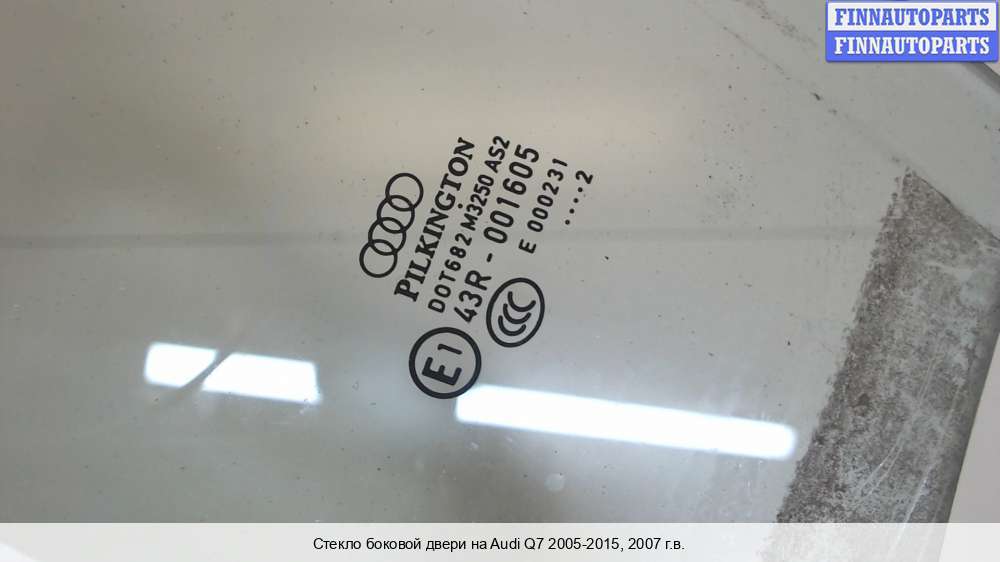 FINNAUTOPARTS
FINNAUTOPARTS
PILKINGTON
DOT682 M3250 AS2
43R - 001605
E1
CCC
E 000231
.....2
Стекло боковой двери на Audi Q7 2005-2015, 2007 г.в.